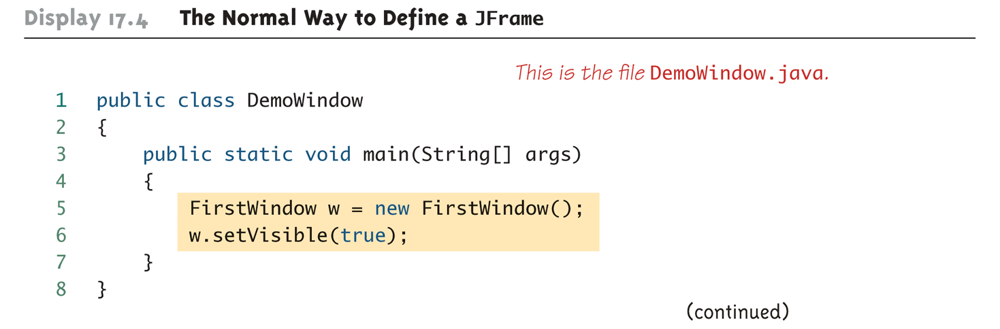 Display 17.4 The Normal Way to Define a JFrame
This is the file DemoWindow.java.
1 public class DemoWindow
2 {
3 public static void main(String[] args)
4 {
5 FirstWindow w = new FirstWindow();
6 w.setVisible(true);
7 }
8 }
(continued)